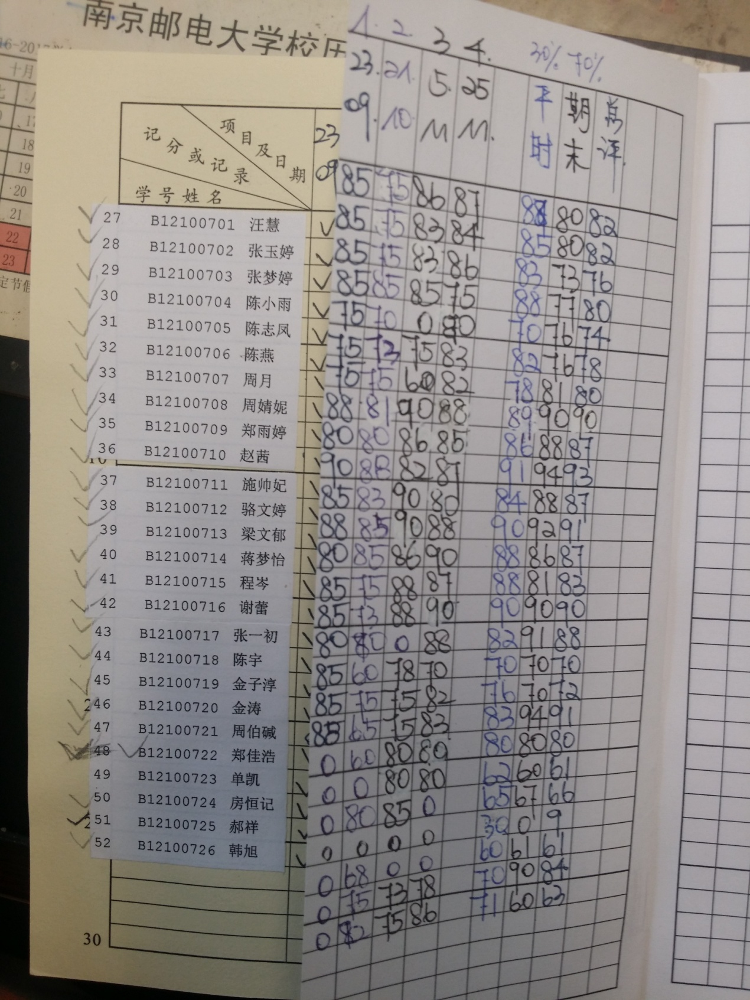 南京邮电大学校历
十月
17
18
19
20
21
22
23
1. 2. 3 4. 30% 70%
23. 21. 5. 25 平 期
09. 10. 11 11. 时 末 评.
项目及日期
记分或记录
学号姓名
23
09
27 B12100701 汪慧
28 B12100702 张玉婷
29 B12100703 张梦婷
30 B12100704 陈小雨
31 B12100705 陈志凤
32 B12100706 陈燕
33 B12100707 周月
34 B12100708 周婧妮
35 B12100709 郑雨婷
36 B12100710 赵茜
37 B12100711 施帅妃
38 B12100712 骆文婷
39 B12100713 梁文郁
40 B12100714 蒋梦怡
41 B12100715 程岑
42 B12100716 谢蕾
43 B12100717 张一初
44 B12100718 陈宇
45 B12100719 金子淳
46 B12100720 金涛
47 B12100721 周伯碱
48 B12100722 郑佳浩
49 B12100723 单凯
50 B12100724 房恒记
51 B12100725 郝祥
52 B12100726 韩旭
30
85 75 86 87 80 82
85 75 83 84 85 80 82
85 75 83 86 83 73 76
85 85 85 75 88 77 80
75 70 0 70 76 74
75 73 75 83 82 76 78
75 75 60 82 78 81 80
88 81 90 88 89 90 90
80 80 86 85 86 88 87
90 88 82 87 91 94 93
85 83 90 80 84 88 87
88 85 90 88 90 92 91
80 85 86 90 88 86 87
85 75 88 87 88 81 83
85 73 88 90 90 90 90
80 0 88 82 91 88
85 60 78 70 70 70 70
85 75 75 82 76 70 72
85 65 75 83 83 94 91
0 60 80 80 80 80 80
0 0 80 80 62 60 61
0 80 85 0 65 67 66
0 0 0 0 30 0 9
0 68 0 0 60 61 61
0 75 73 78 70 90 84
0 82 75 86 71 60 63